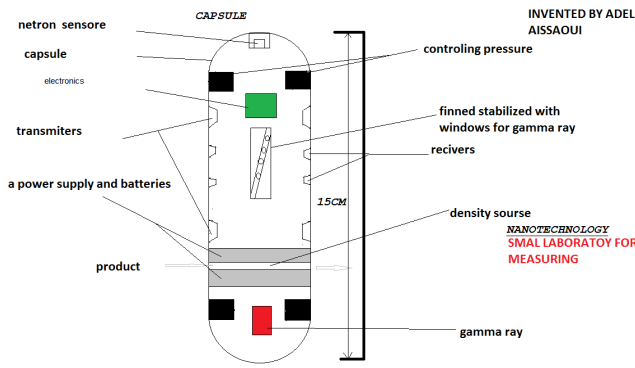 CAPSULE
INVENTED BY ADEL
AISSAOUI
netron sensore
capsule
controling pressure
electronics
transmiters
finned stabilized with
windows for gamma ray
recivers
a power supply and batteries
15CM
density sourse
NANOTECHNOLOGY
SMAL LABORATOY FOR
MEASURING
product
gamma ray